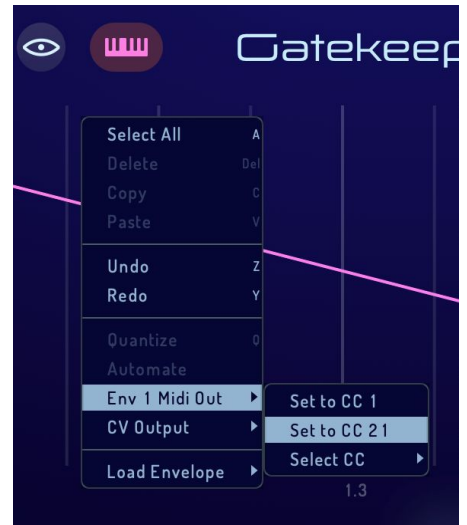 Gatekeep
Select All A
Delete Del
Copy C
Paste V
Undo Z
Redo Y
Quantize Q
Automate
Env 1 Midi Out
CV Output
Load Envelope
Set to CC 1
Set to CC 21
Select CC
1.3